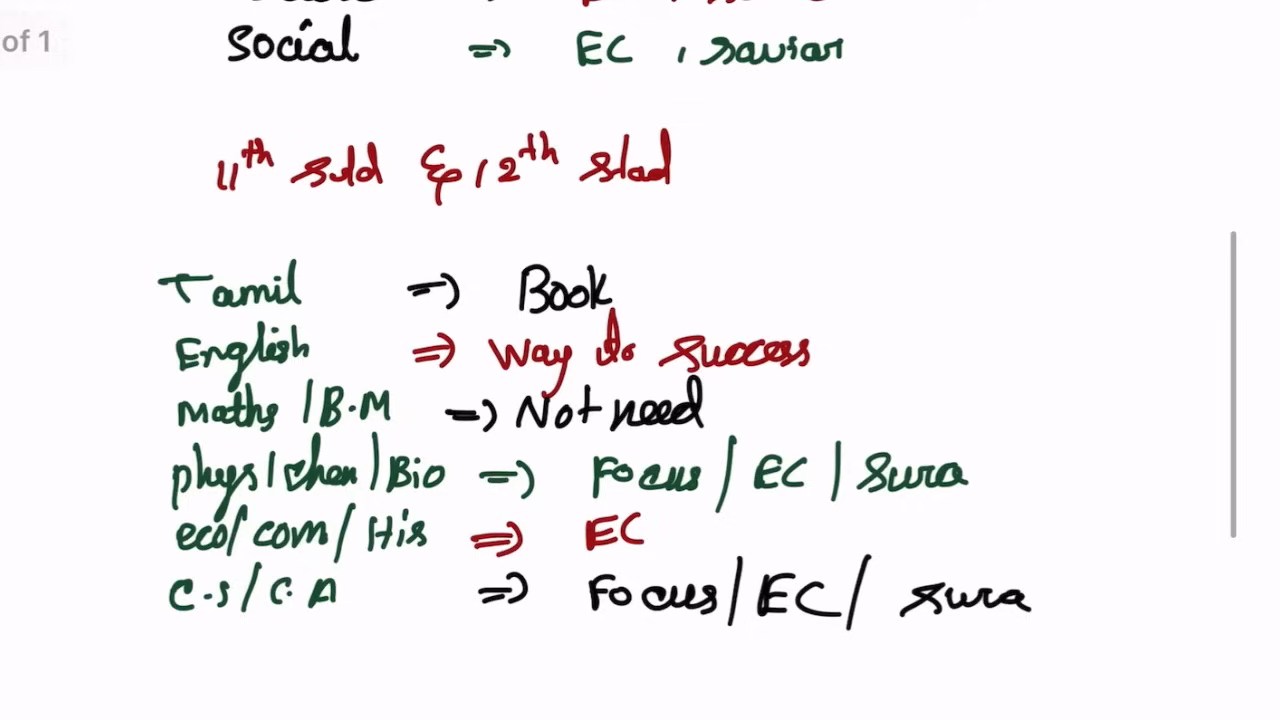 of 1
Social => EC , Saviar
11th std & 12th stad
Tamil => Book
English => Way to Success
Maths / B.M => Not need
phys / chem / Bio => Focus / EC / Sura
eco / com / His => EC
C.S / C.A => Focus / EC / Sura